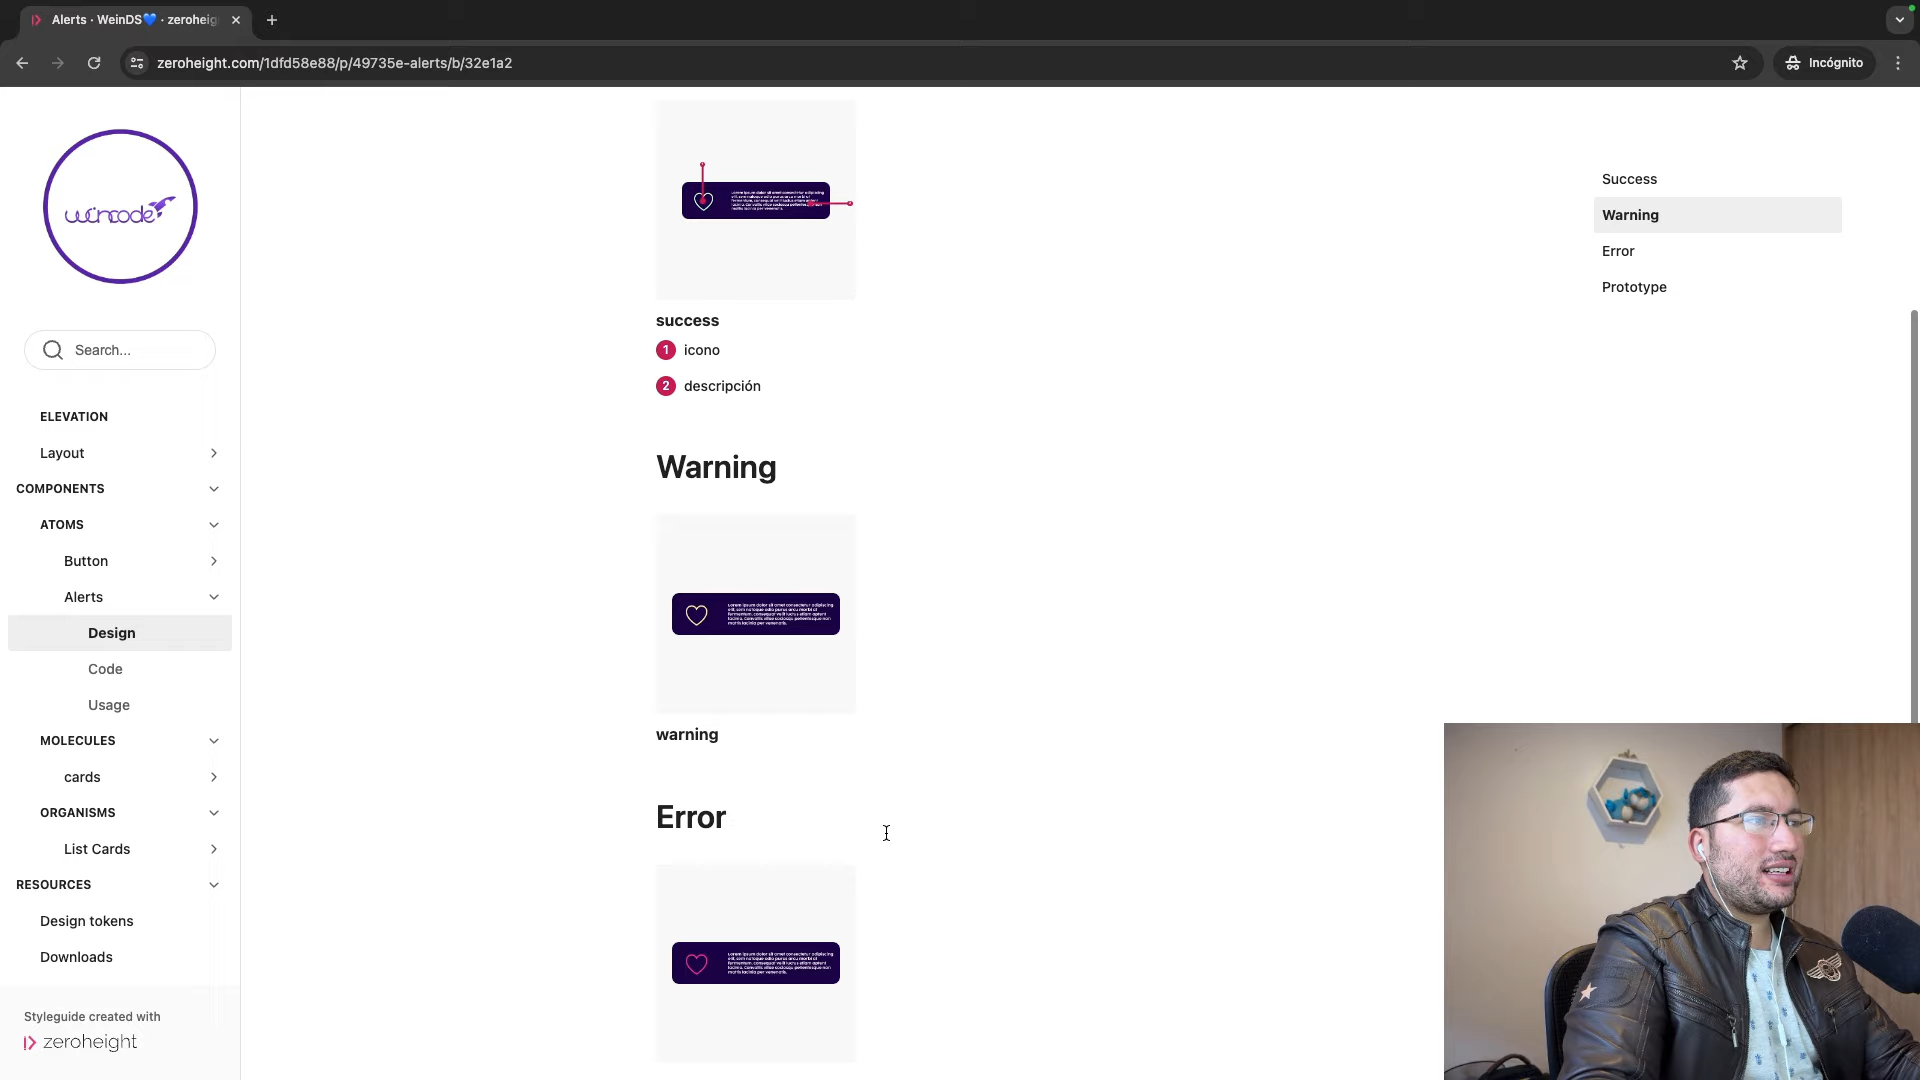 Alerts · WeinDS💙 · zeroheig
zeroheight.com/1dfd58e88/p/49735e-alerts/b/32e1a2
Incógnito
weincode
Search...
ELEVATION
Layout
COMPONENTS
ATOMS
Button
Alerts
Design
Code
Usage
MOLECULES
cards
ORGANISMS
List Cards
RESOURCES
Design tokens
Downloads
Styleguide created with
zeroheight
success
1 icono
2 descripción
Warning
warning
Error
Success
Warning
Error
Prototype